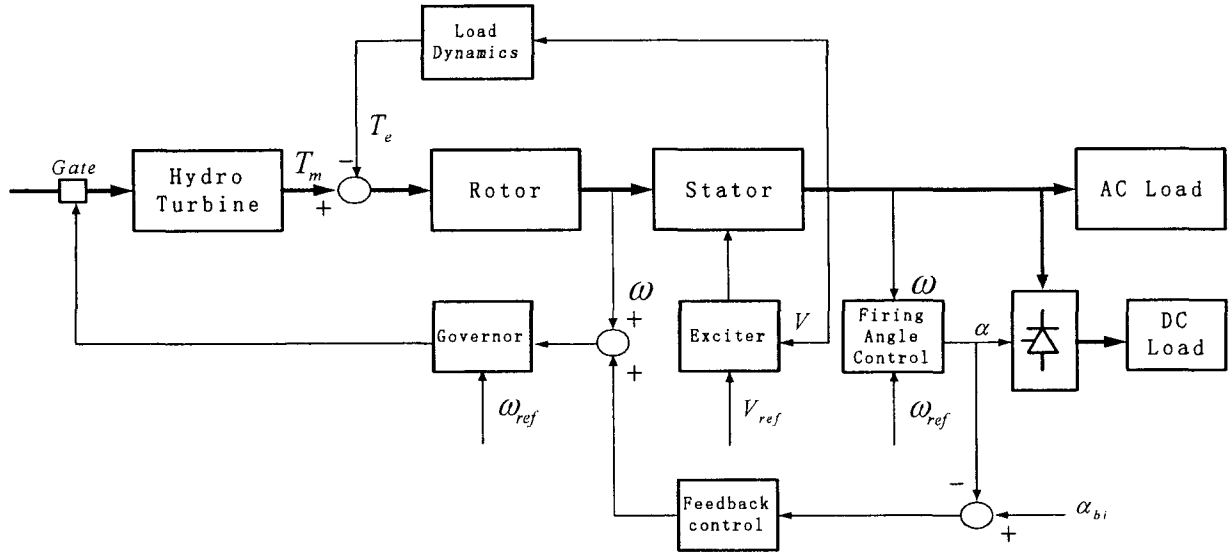 Load
Dynamics
T_e
−
Gate
Hydro
Turbine
T_m
+
Rotor
Stator
AC Load
ω
+
+
Governor
ω_ref
Exciter
V
V_ref
ω
Firing
Angle
Control
ω_ref
α
DC
Load
−
Feedback
control
+
α_bi